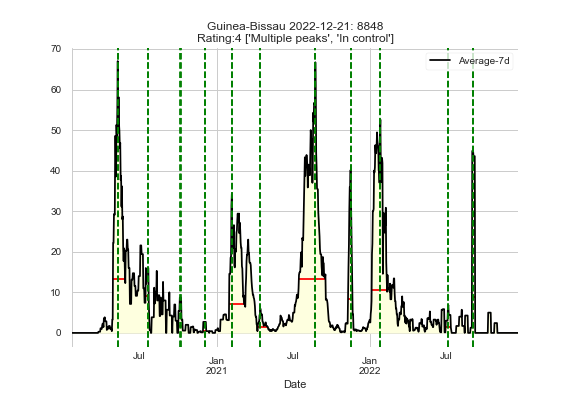 Guinea-Bissau 2022-12-21: 8848
Rating:4 ['Multiple peaks', 'In control']
Average-7d
70
60
50
40
30
20
10
0
Jul
Jan
2021
Jul
Jan
2022
Jul
Date